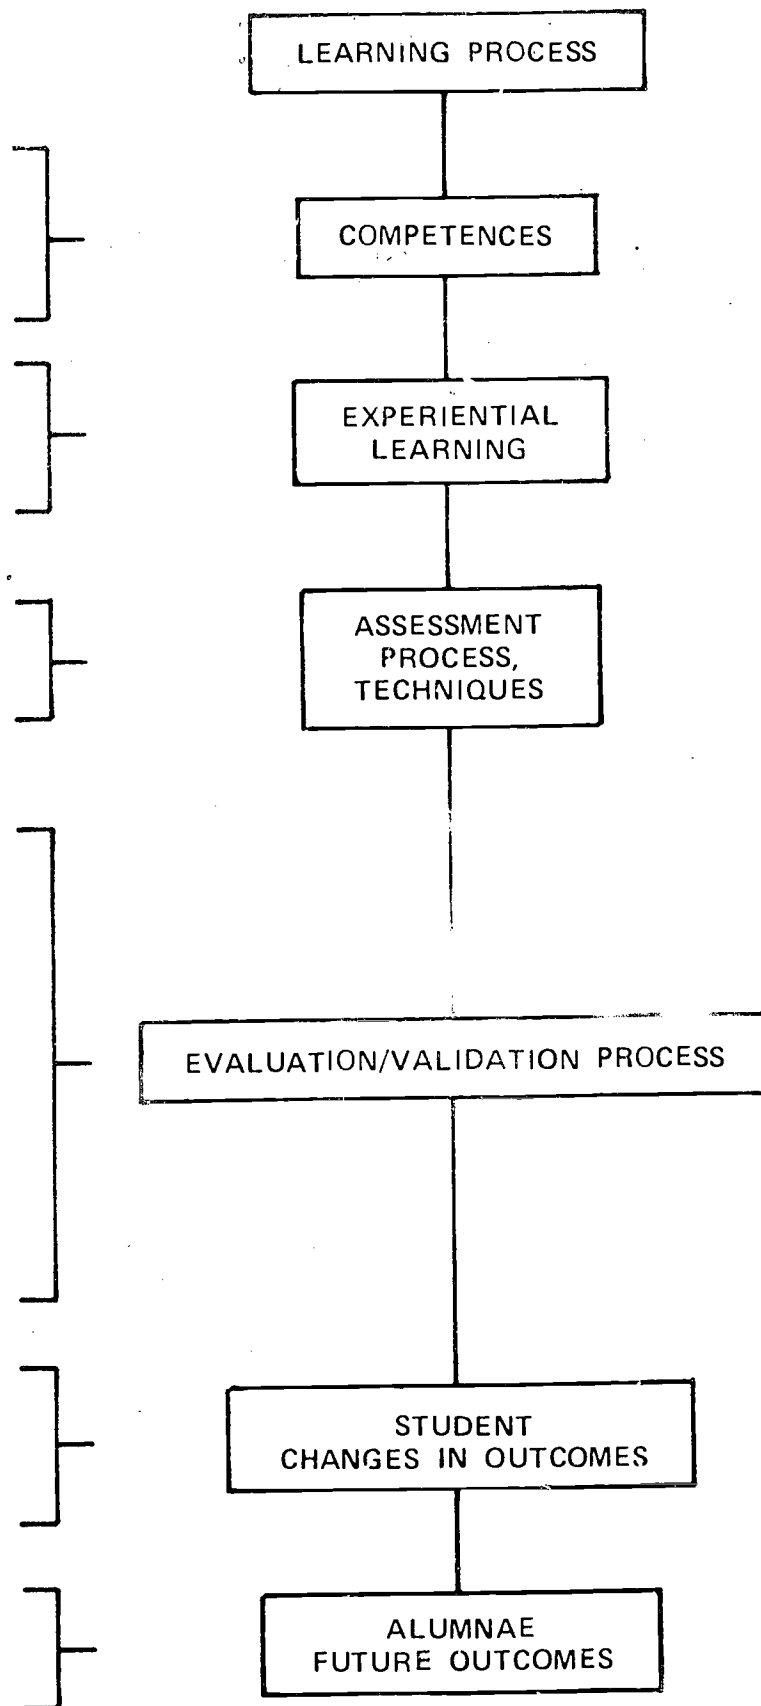 LEARNING PROCESS
COMPETENCES
EXPERIENTIAL
LEARNING
ASSESSMENT
PROCESS,
TECHNIQUES
EVALUATION/VALIDATION PROCESS
STUDENT
CHANGES IN OUTCOMES
ALUMNAE
FUTURE OUTCOMES